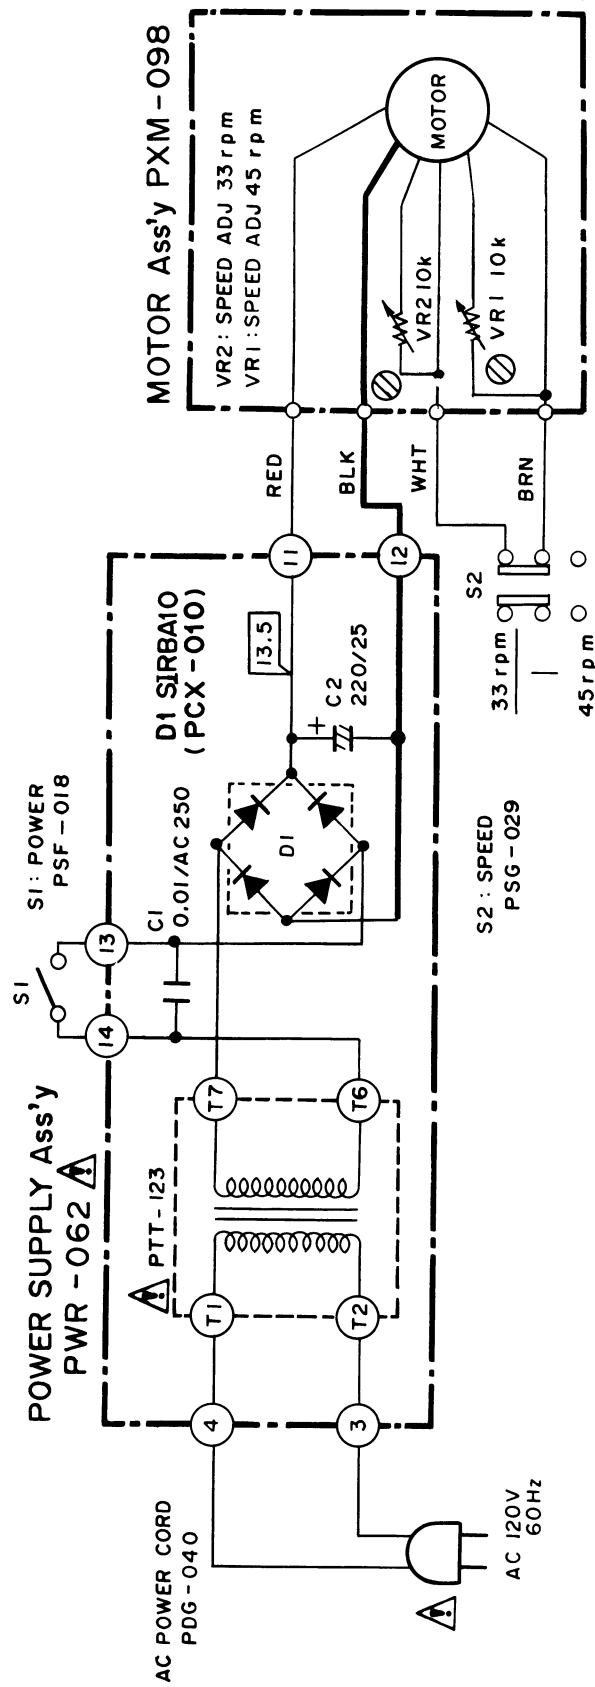 AC POWER CORD
PDG-040
AC 120V
60Hz
POWER SUPPLY Ass'y
PWR-062
4
3
PTT-123
T1
T2
T7
T6
S1
S1: POWER
PSF-018
14
13
C1
0.01/AC 250
D1
D1 SIRBA10
(PCX-010)
+
C2
220/25
13.5
11
12
S2: SPEED
PSG-029
S2
33rpm
45rpm
RED
BLK
WHT
BRN
MOTOR Ass'y PXM-098
VR2: SPEED ADJ 33rpm
VR1: SPEED ADJ 45rpm
VR2 10k
VR1 10k
MOTOR